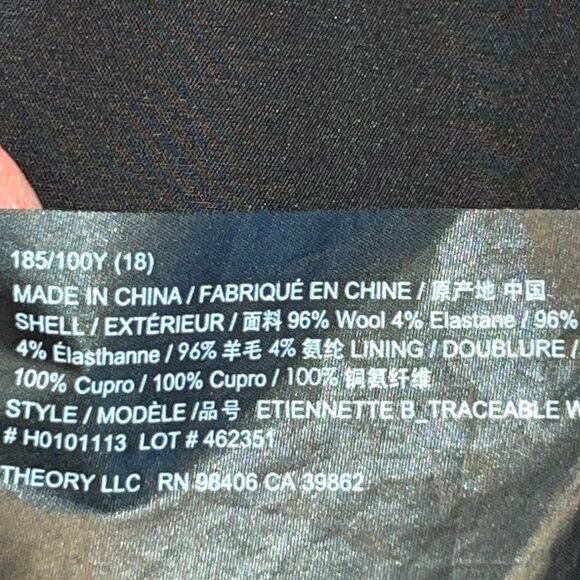 185/100Y (18)
MADE IN CHINA / FABRIQUÉ EN CHINE / 原产地 中国
SHELL / EXTÉRIEUR / 面料 96% Wool 4% Elastane / 96%
4% Élasthanne / 96% 羊毛 4% 氨纶 LINING / DOUBLURE /
100% Cupro / 100% Cupro / 100% 铜氨纤维
STYLE / MODÈLE / 品号 ETIENNETTE B_TRACEABLE W
# H0101113 LOT # 462351
THEORY LLC RN 98406 CA 39862